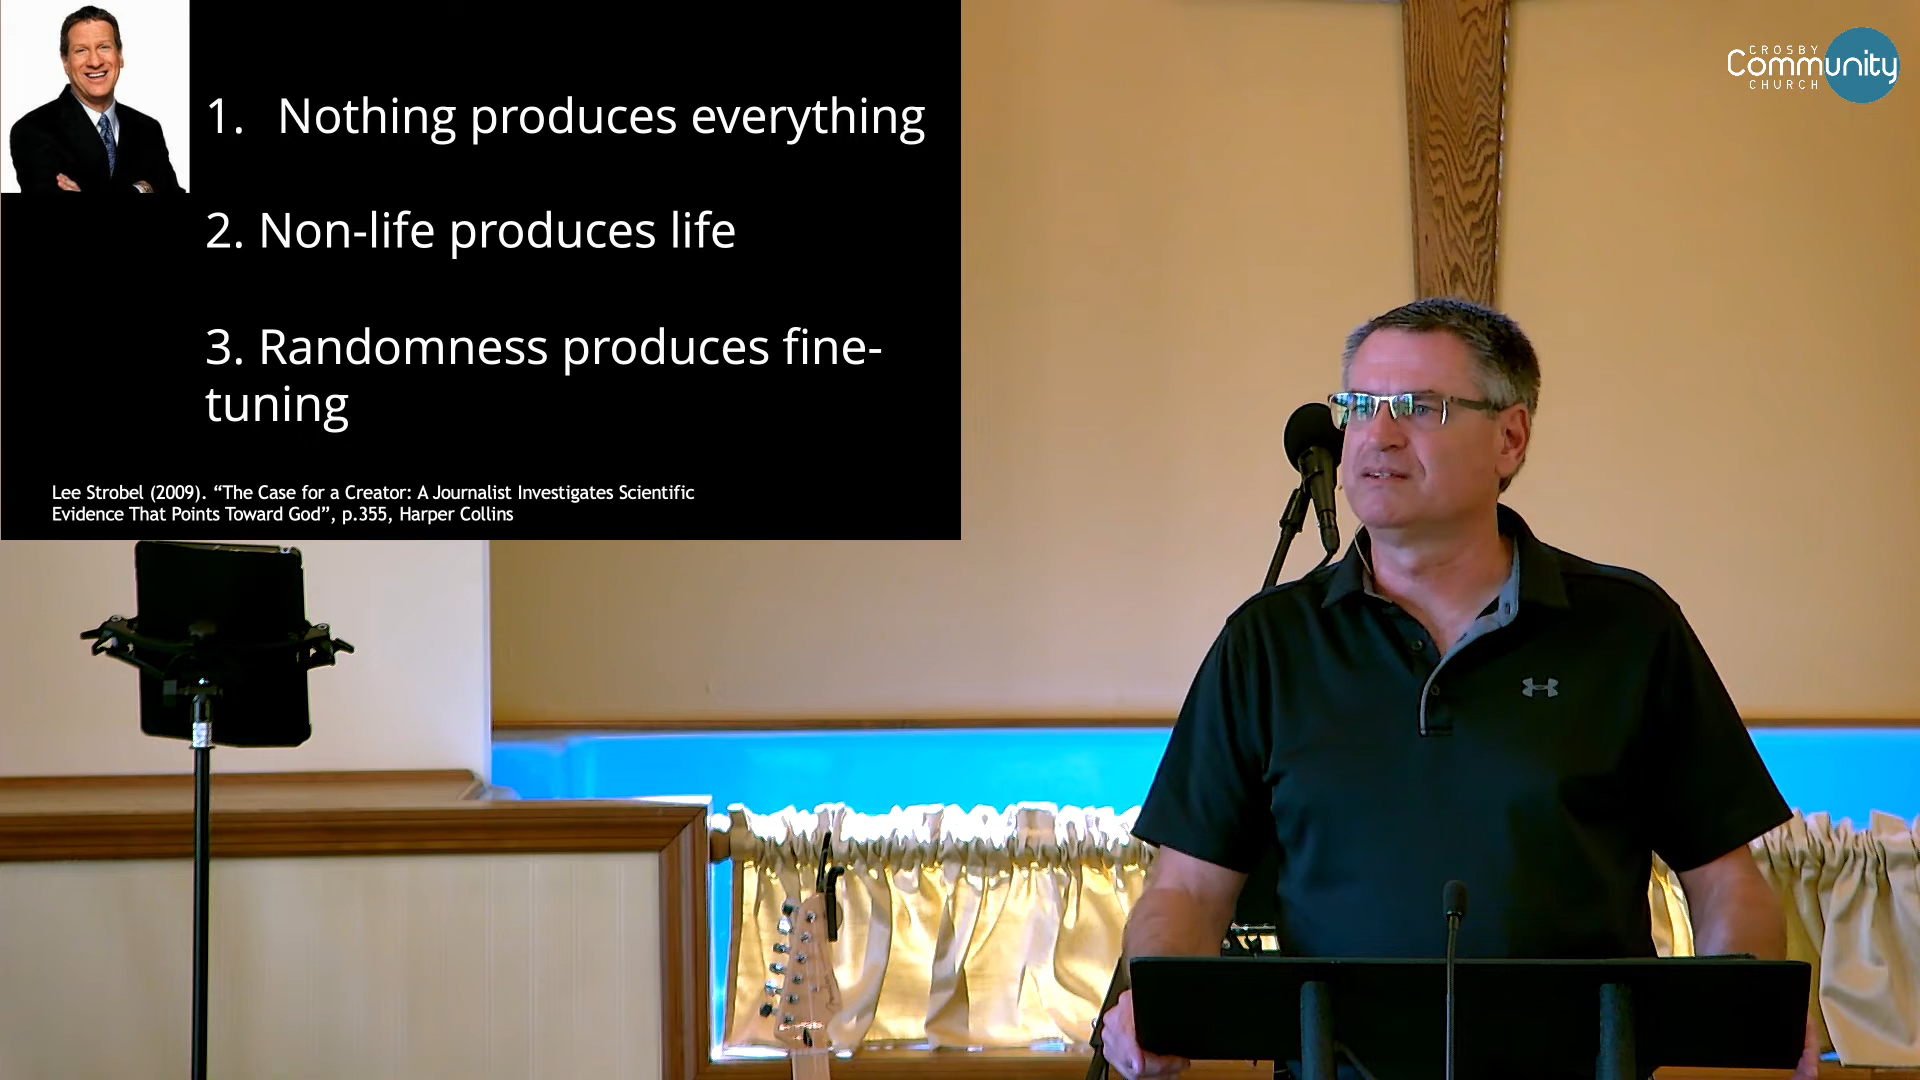 1. Nothing produces everything
2. Non-life produces life
3. Randomness produces fine-
tuning
Lee Strobel (2009). “The Case for a Creator: A Journalist Investigates Scientific
Evidence That Points Toward God”, p.355, Harper Collins
CROSBY
Community
CHURCH